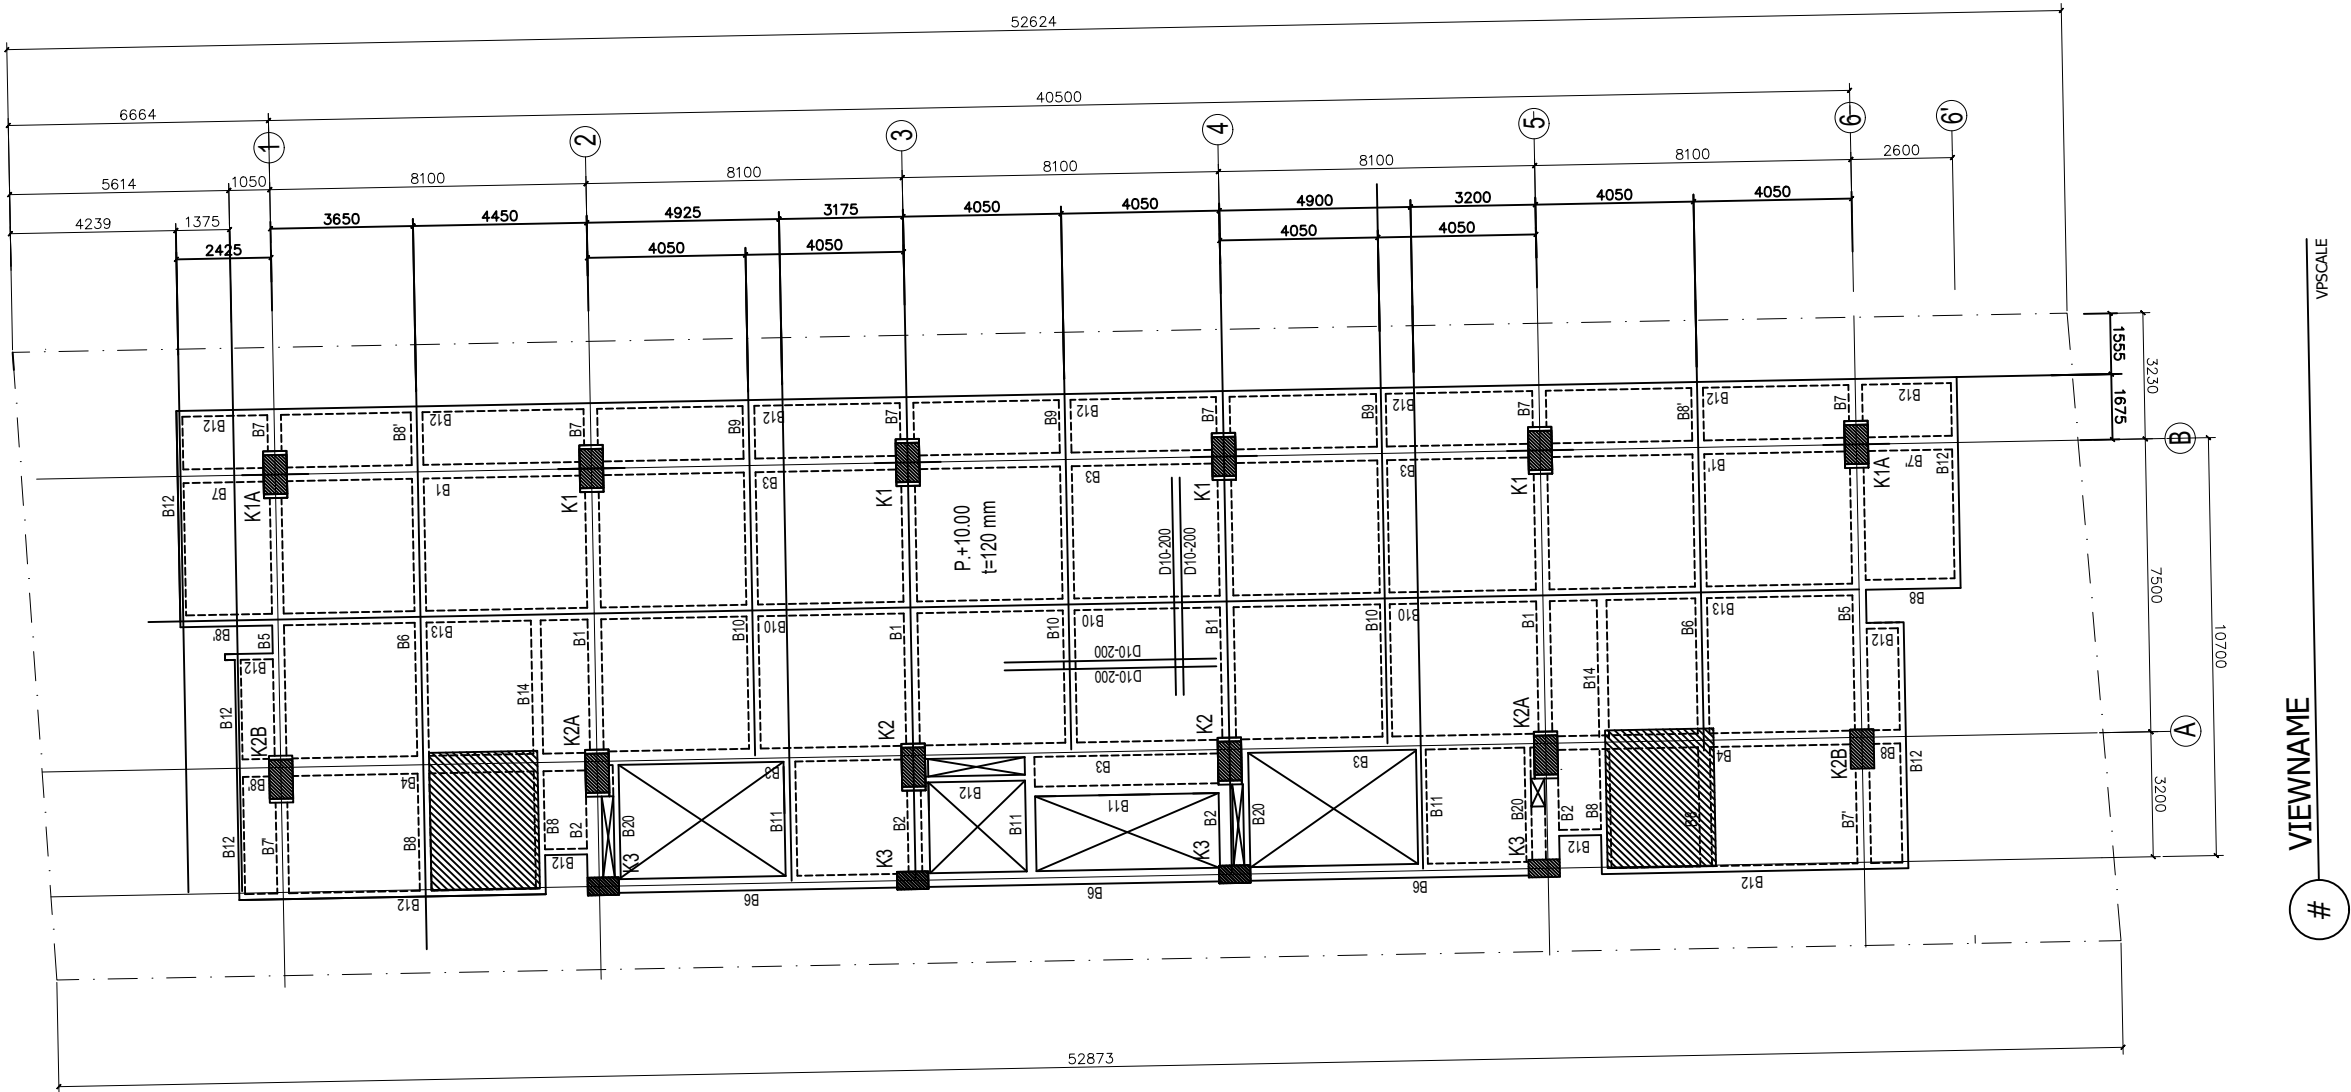 52624
40500
6664
1 2 3 4 5 6 6'
5614 1050 8100 8100 8100 8100 8100 2600
3650 4450 4925 3175 4050 4050 4900 3200 4050 4050
4239 1375
4050 4050 4050 4050
2425
1555
3230
1675
B12 B7 B8' B12 B7 B9 B12 B7 B9 B12 B7 B9 B12 B7 B8' B12 B7 B12
B
B12 B7 K1A B1 K1 B3 K1 B3 K1 B3 K1 B1' K1A B7' B12
P.+10.00
t=120 mm
D10-200
D10-200
7500
10700
B8
B8' B5 B6 B13 B1 B10 B10 B1 B10 B10 B1 B10 B10 B1 B6 B13 B5 B12
B12
D10-200
D10-200
B12 B14 B14
K2B K2A K2 K2 K2A K2B
A
B8' B4 B3 B3 B3 B4 B8 B12
B12 B7' B8 B8 B2 B20 B11 B2 B12 B11 B11 B2 B20 B11 B20 B2 B8 B8 B7'
3200
B12 K3 K3 K3 K3 B12
B12 B6 B6 B6 B12
52873
VIEWNAME
VPSCALE
#